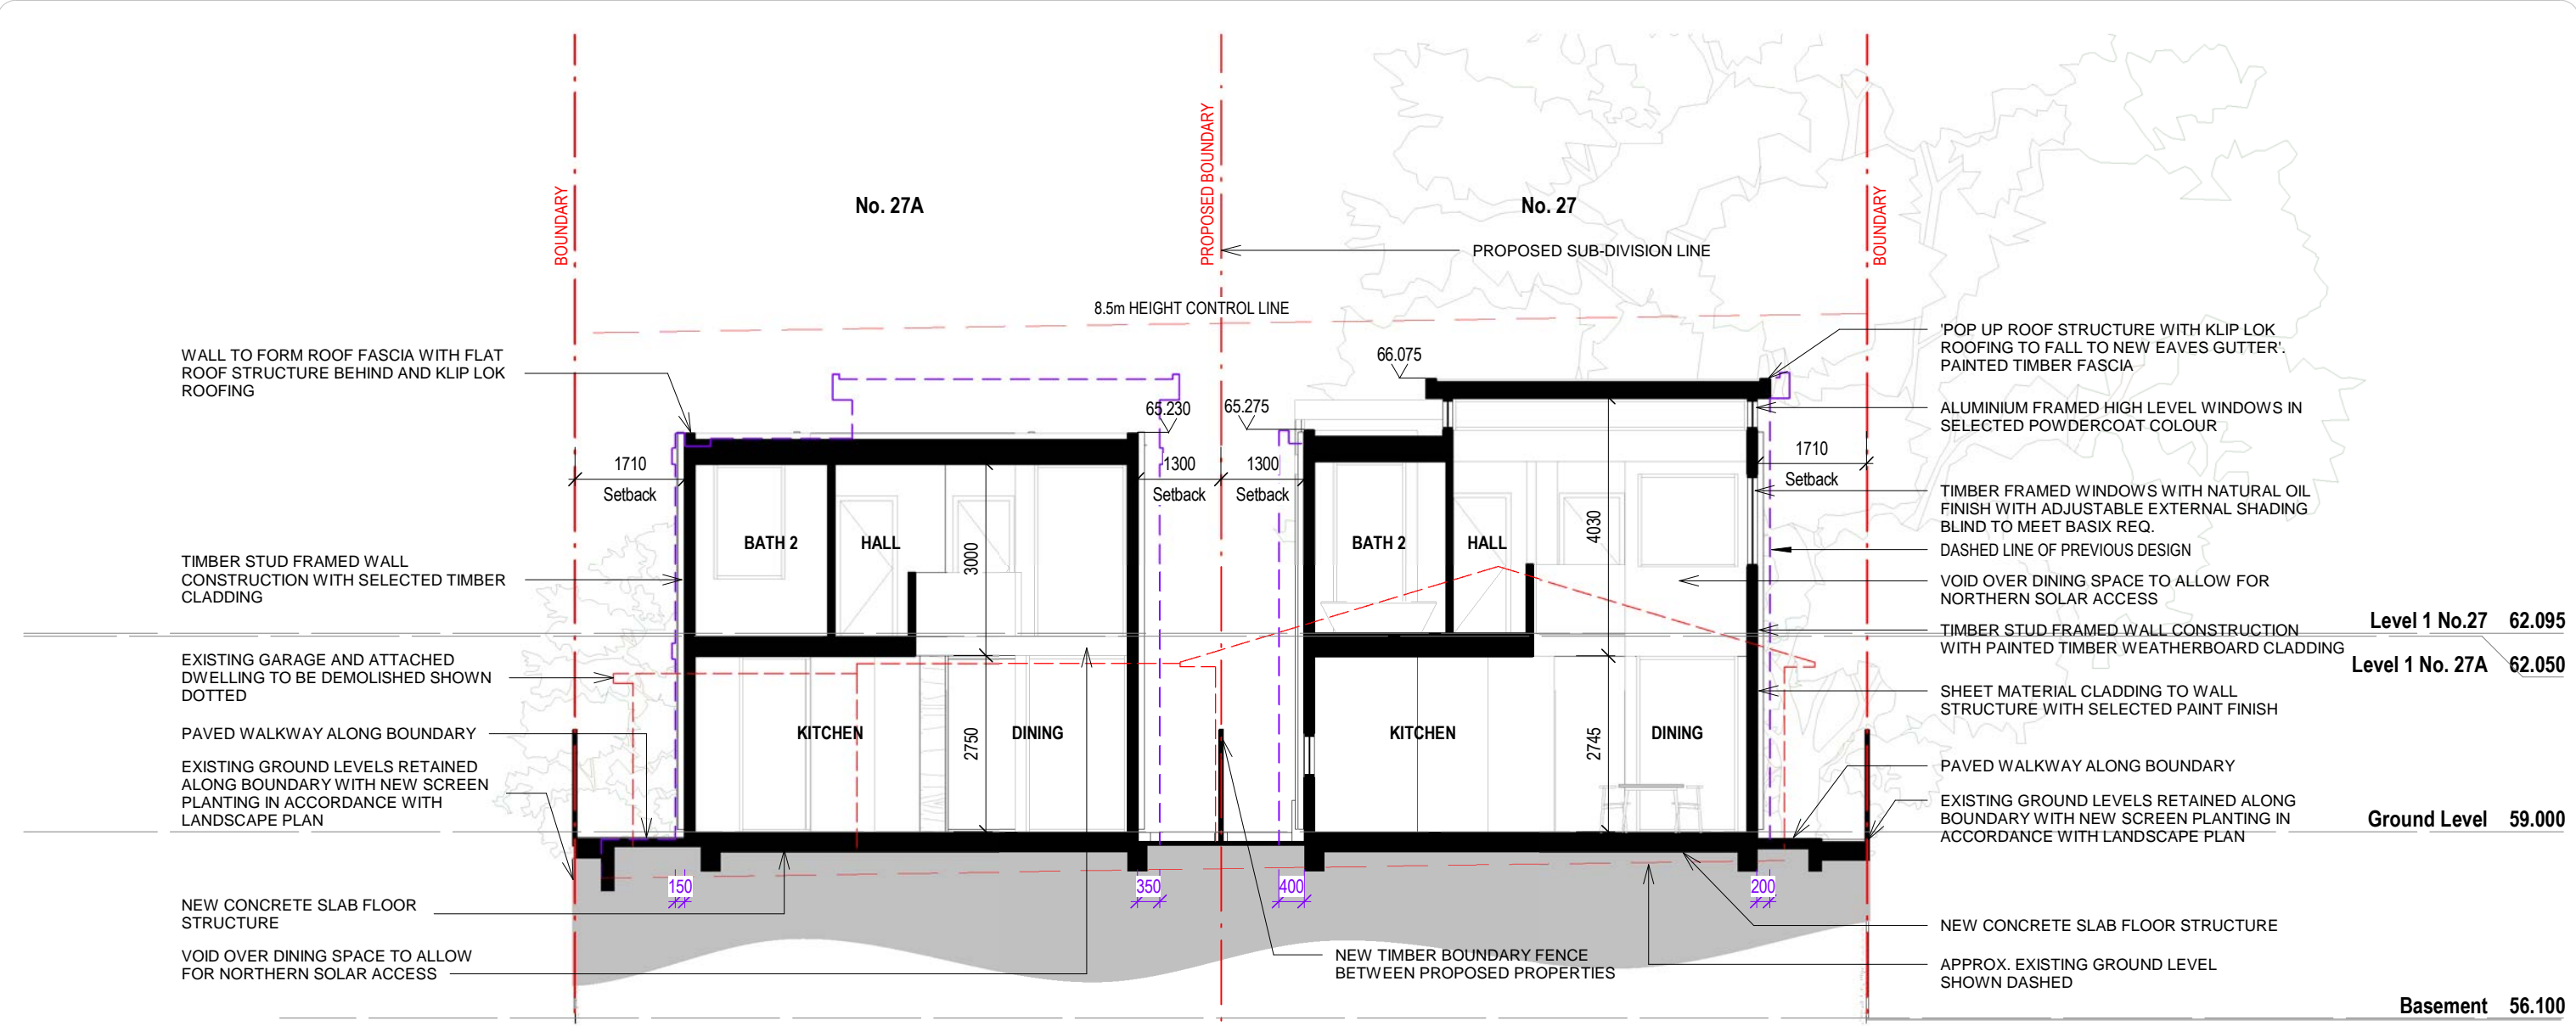 BOUNDARY
No. 27A
PROPOSED BOUNDARY
No. 27
BOUNDARY
PROPOSED SUB-DIVISION LINE
8.5m HEIGHT CONTROL LINE
WALL TO FORM ROOF FASCIA WITH FLAT
ROOF STRUCTURE BEHIND AND KLIP LOK
ROOFING
TIMBER STUD FRAMED WALL
CONSTRUCTION WITH SELECTED TIMBER
CLADDING
EXISTING GARAGE AND ATTACHED
DWELLING TO BE DEMOLISHED SHOWN
DOTTED
PAVED WALKWAY ALONG BOUNDARY
EXISTING GROUND LEVELS RETAINED
ALONG BOUNDARY WITH NEW SCREEN
PLANTING IN ACCORDANCE WITH
LANDSCAPE PLAN
NEW CONCRETE SLAB FLOOR
STRUCTURE
VOID OVER DINING SPACE TO ALLOW
FOR NORTHERN SOLAR ACCESS
1710
Setback
65.230
65.275
66.075
1300
Setback
1300
Setback
1710
Setback
BATH 2
HALL
3000
BATH 2
HALL
4030
KITCHEN
2750
DINING
KITCHEN
2745
DINING
150
350
400
200
NEW TIMBER BOUNDARY FENCE
BETWEEN PROPOSED PROPERTIES
'POP UP ROOF STRUCTURE WITH KLIP LOK
ROOFING TO FALL TO NEW EAVES GUTTER'.
PAINTED TIMBER FASCIA
ALUMINIUM FRAMED HIGH LEVEL WINDOWS IN
SELECTED POWDERCOAT COLOUR
TIMBER FRAMED WINDOWS WITH NATURAL OIL
FINISH WITH ADJUSTABLE EXTERNAL SHADING
BLIND TO MEET BASIX REQ.
DASHED LINE OF PREVIOUS DESIGN
VOID OVER DINING SPACE TO ALLOW FOR
NORTHERN SOLAR ACCESS
TIMBER STUD FRAMED WALL CONSTRUCTION
WITH PAINTED TIMBER WEATHERBOARD CLADDING
SHEET MATERIAL CLADDING TO WALL
STRUCTURE WITH SELECTED PAINT FINISH
PAVED WALKWAY ALONG BOUNDARY
EXISTING GROUND LEVELS RETAINED ALONG
BOUNDARY WITH NEW SCREEN PLANTING IN
ACCORDANCE WITH LANDSCAPE PLAN
NEW CONCRETE SLAB FLOOR STRUCTURE
APPROX. EXISTING GROUND LEVEL
SHOWN DASHED
Level 1 No.27 62.095
Level 1 No. 27A 62.050
Ground Level 59.000
Basement 56.100